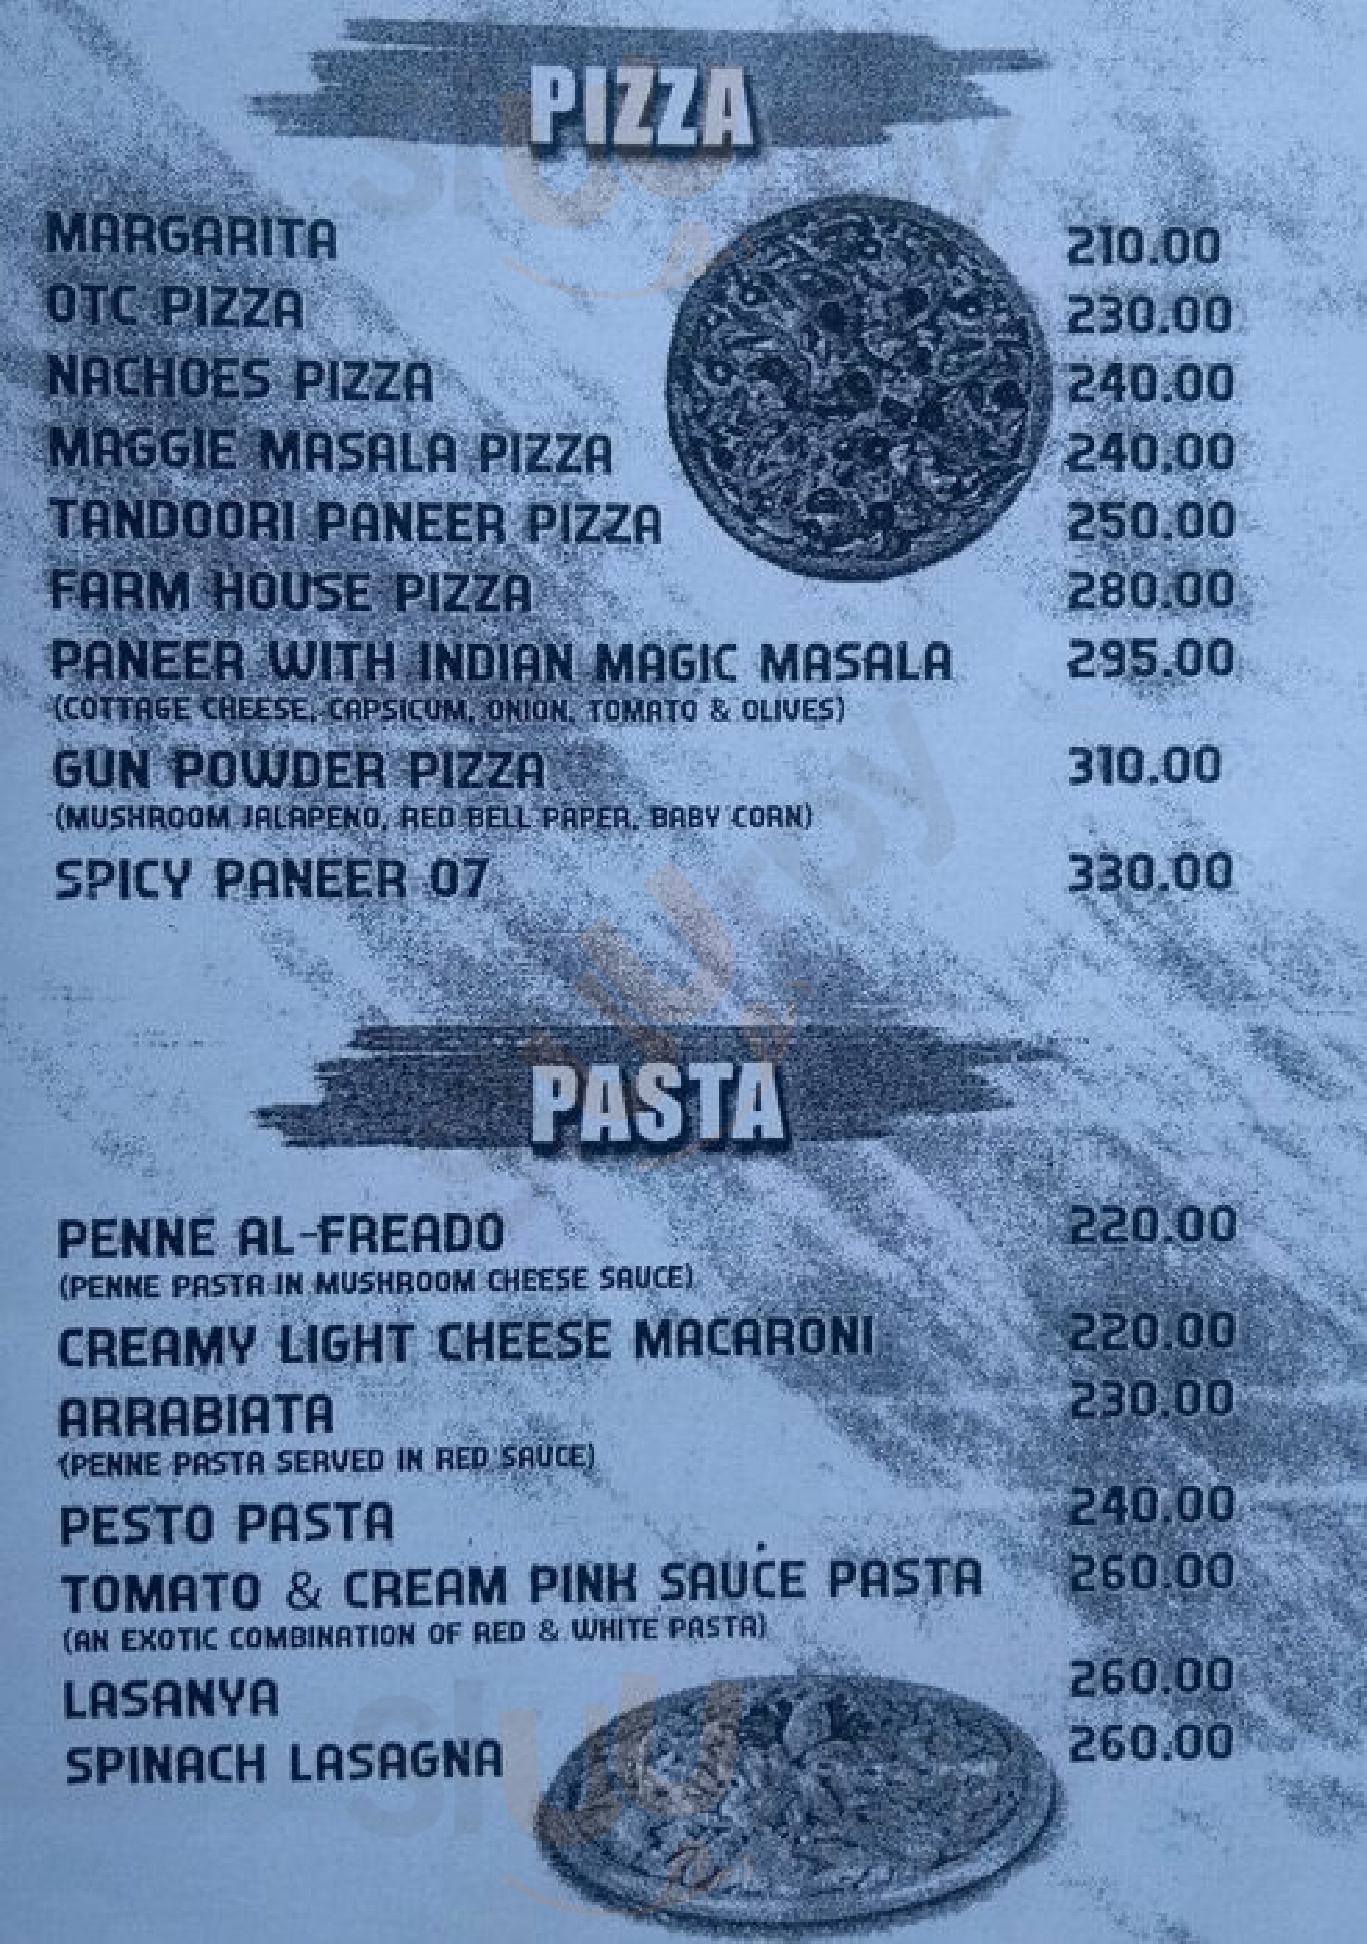 PIZZA
MARGARITA 210.00
OTC PIZZA 230.00
NACHOES PIZZA 240.00
MAGGIE MASALA PIZZA 240.00
TANDOORI PANEER PIZZA 250.00
FARM HOUSE PIZZA 280.00
PANEER WITH INDIAN MAGIC MASALA 295.00
(COTTAGE CHEESE, CAPSICUM, ONION, TOMATO & OLIVES)
GUN POWDER PIZZA 310.00
(MUSHROOM JALAPENO, RED BELL PAPER, BABY CORN)
SPICY PANEER 07 330.00
PASTA
PENNE AL-FREADO 220.00
(PENNE PASTA IN MUSHROOM CHEESE SAUCE)
CREAMY LIGHT CHEESE MACARONI 220.00
ARRABIATA 230.00
(PENNE PASTA SERVED IN RED SAUCE)
PESTO PASTA 240.00
TOMATO & CREAM PINK SAUCE PASTA 260.00
(AN EXOTIC COMBINATION OF RED & WHITE PASTA)
LASANYA 260.00
SPINACH LASAGNA 260.00